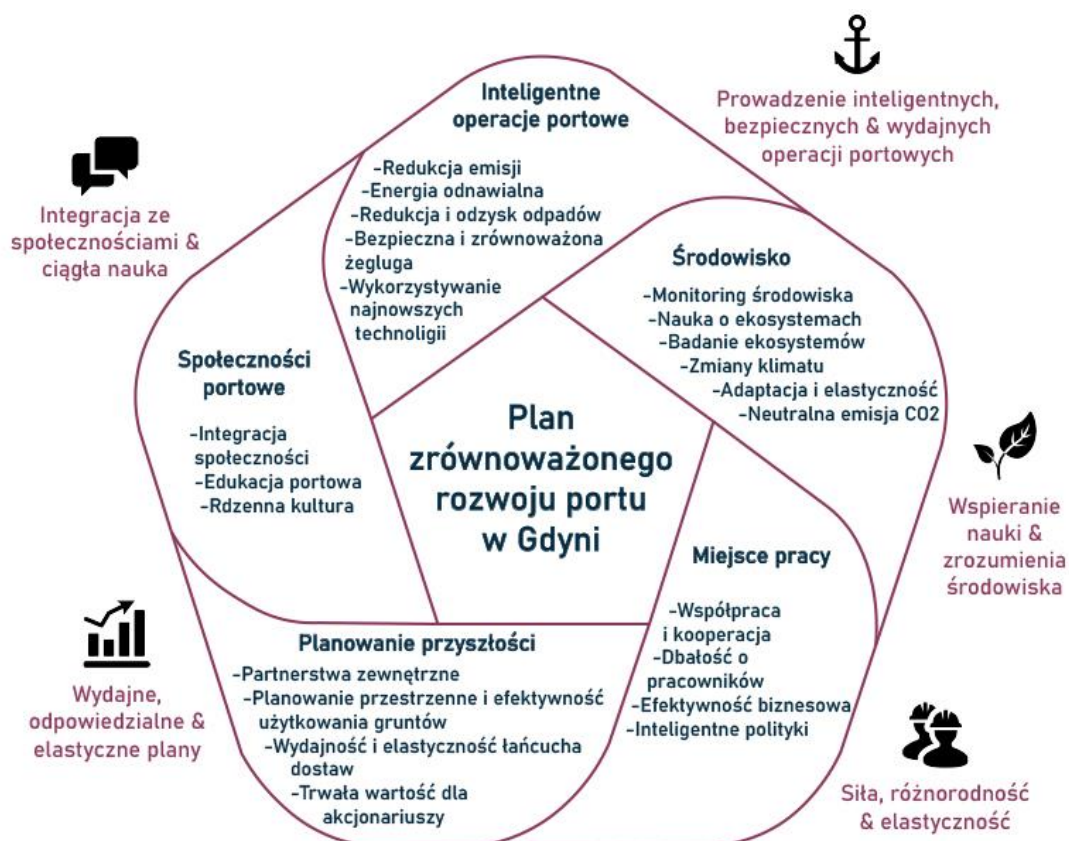 Inteligentne
operacje portowe
-Redukcja emisji
-Energia odnawialna
-Redukcja i odzysk odpadów
-Bezpieczna i zrównoważona
żegluga
-Wykorzystywanie
najnowszych
technoligii
Prowadzenie inteligentnych,
bezpiecznych & wydajnych
operacji portowych
Integracja ze
społecznościami &
ciągła nauka
Środowisko
-Monitoring środowiska
-Nauka o ekosystemach
-Badanie ekosystemów
-Zmiany klimatu
-Adaptacja i elastyczność
-Neutralna emisja CO2
Społeczności
portowe
-Integracja
społeczności
-Edukacja portowa
-Rdzenna kultura
Plan
zrównoważonego
rozwoju portu
w Gdyni
Wspieranie
nauki &
zrozumienia
środowiska
Miejsce pracy
-Współpraca
i kooperacja
-Dbałość o
pracowników
-Efektywność biznesowa
-Inteligentne polityki
Planowanie przyszłości
-Partnerstwa zewnętrzne
-Planowanie przestrzenne i efektywność
użytkowania gruntów
-Wydajność i elastyczność łańcucha
dostaw
-Trwała wartość dla
akcjonariuszy
Wydajne,
odpowiedzialne &
elastyczne plany
Siła, różnorodność
& elastyczność